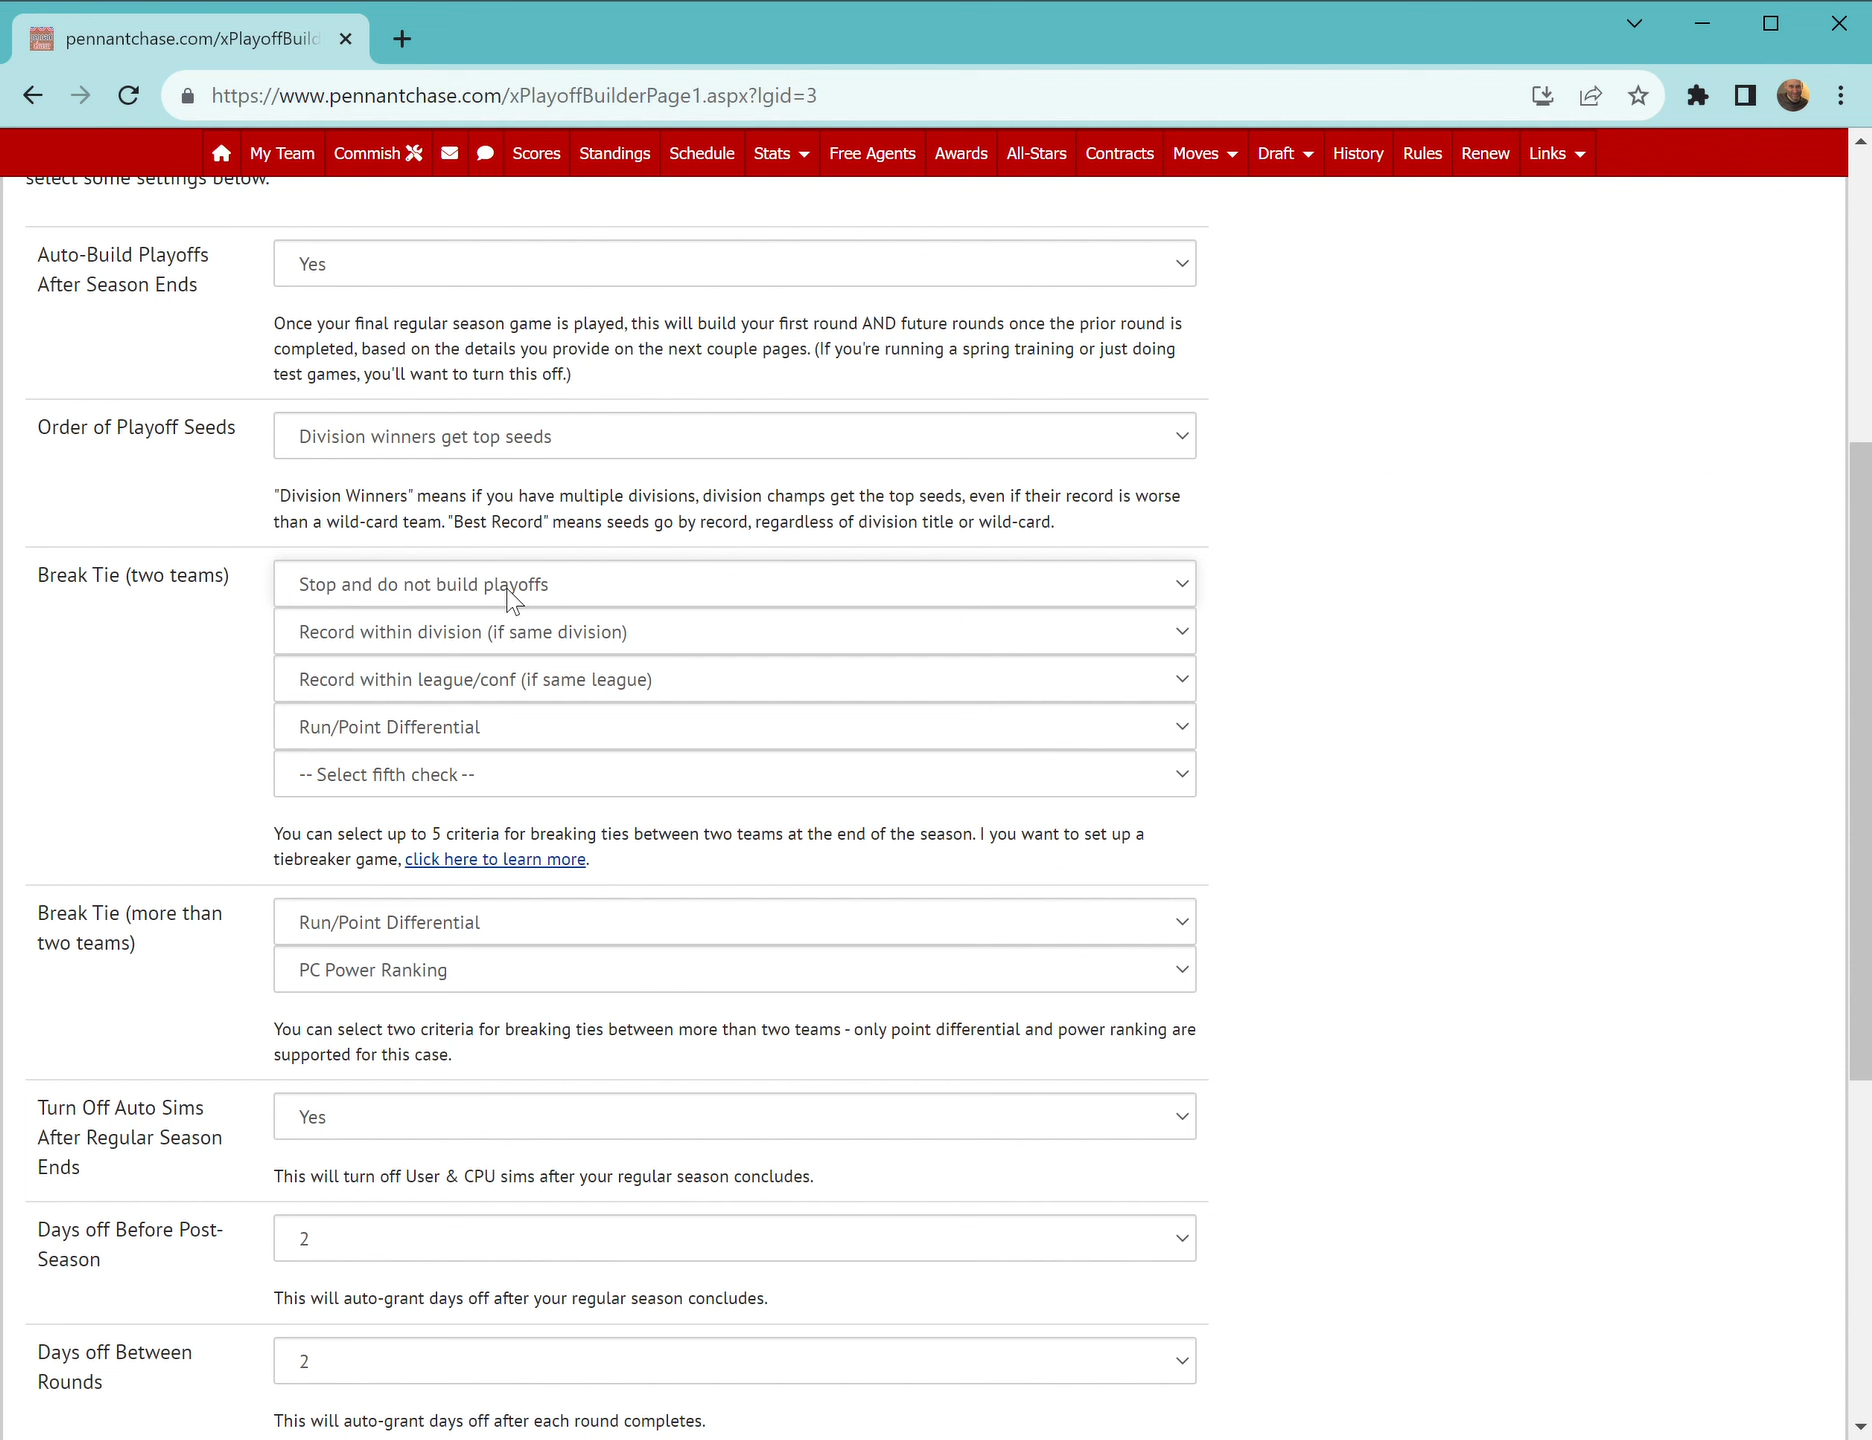 pennantchase.com/xPlayoffBuild
https://www.pennantchase.com/xPlayoffBuilderPage1.aspx?lgid=3
My Team Commish Scores Standings Schedule Stats Free Agents Awards All-Stars Contracts Moves Draft History Rules Renew Links
select some settings below.
Auto-Build Playoffs
After Season Ends
Yes
Once your final regular season game is played, this will build your first round AND future rounds once the prior round is
completed, based on the details you provide on the next couple pages. (If you're running a spring training or just doing
test games, you'll want to turn this off.)
Order of Playoff Seeds
Division winners get top seeds
"Division Winners" means if you have multiple divisions, division champs get the top seeds, even if their record is worse
than a wild-card team. "Best Record" means seeds go by record, regardless of division title or wild-card.
Break Tie (two teams)
Stop and do not build playoffs
Record within division (if same division)
Record within league/conf (if same league)
Run/Point Differential
-- Select fifth check --
You can select up to 5 criteria for breaking ties between two teams at the end of the season. I you want to set up a
tiebreaker game, click here to learn more.
Break Tie (more than
two teams)
Run/Point Differential
PC Power Ranking
You can select two criteria for breaking ties between more than two teams - only point differential and power ranking are
supported for this case.
Turn Off Auto Sims
After Regular Season
Ends
Yes
This will turn off User & CPU sims after your regular season concludes.
Days off Before Post-
Season
2
This will auto-grant days off after your regular season concludes.
Days off Between
Rounds
2
This will auto-grant days off after each round completes.